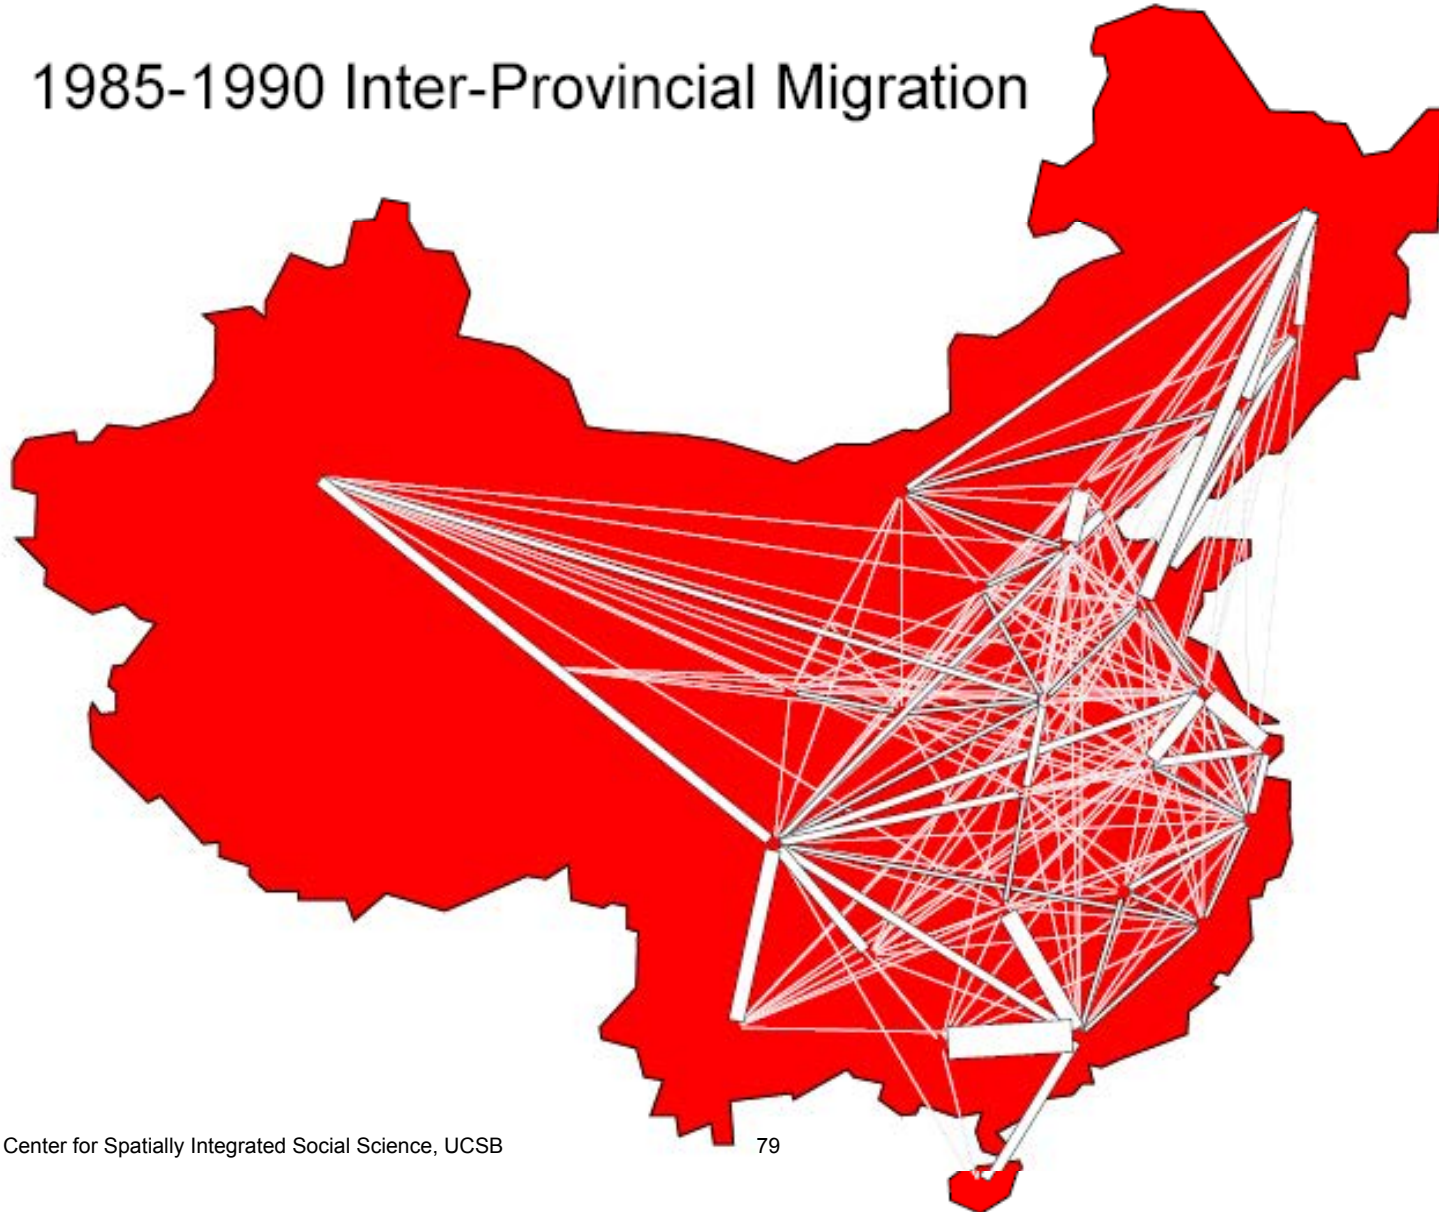 1985-1990 Inter-Provincial Migration
Center for Spatially Integrated Social Science, UCSB
79